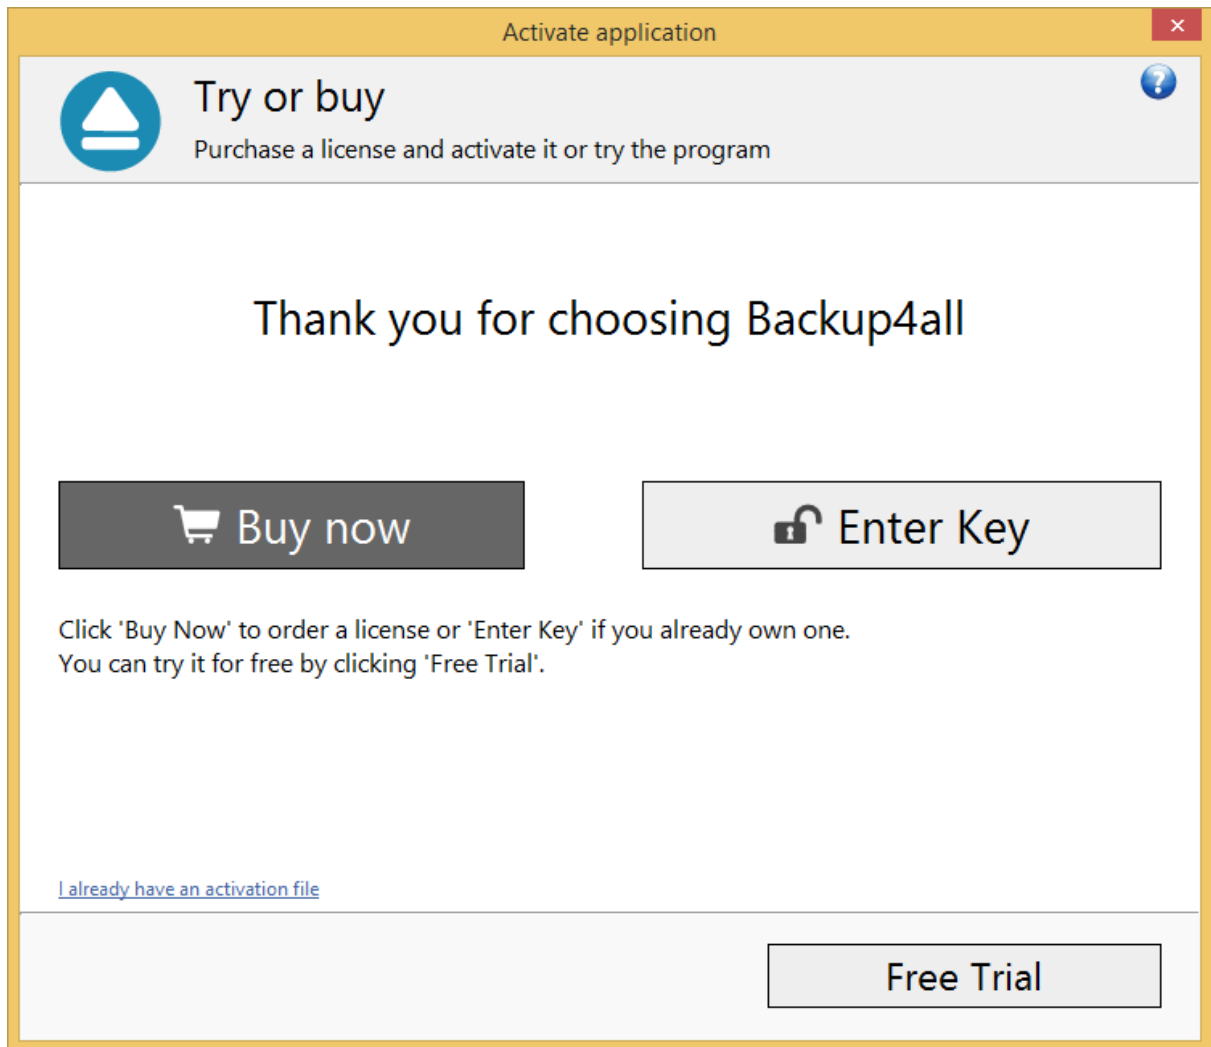 Activate application
Try or buy
Purchase a license and activate it or try the program
Thank you for choosing Backup4all
Buy now
Enter Key
Click 'Buy Now' to order a license or 'Enter Key' if you already own one.
You can try it for free by clicking 'Free Trial'.
I already have an activation file
Free Trial